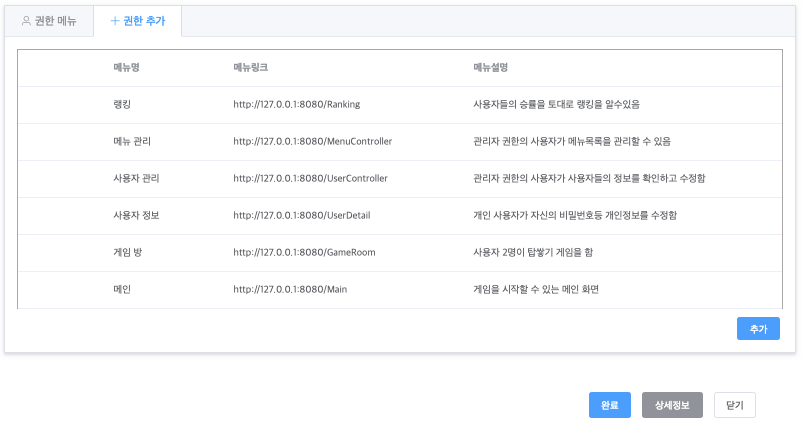 권한 메뉴 권한 추가
메뉴명 메뉴링크 메뉴설명
랭킹 http://127.0.0.1:8080/Ranking 사용자들의 승률을 토대로 랭킹을 알수있음
메뉴 관리 http://127.0.0.1:8080/MenuController 관리자 권한의 사용자가 메뉴목록을 관리할 수 있음
사용자 관리 http://127.0.0.1:8080/UserController 관리자 권한의 사용자가 사용자들의 정보를 확인하고 수정함
사용자 정보 http://127.0.0.1:8080/UserDetail 개인 사용자가 자신의 비밀번호등 개인정보를 수정함
게임 방 http://127.0.0.1:8080/GameRoom 사용자 2명이 탑쌓기 게임을 함
메인 http://127.0.0.1:8080/Main 게임을 시작할 수 있는 메인 화면
추가
완료 상세정보 닫기